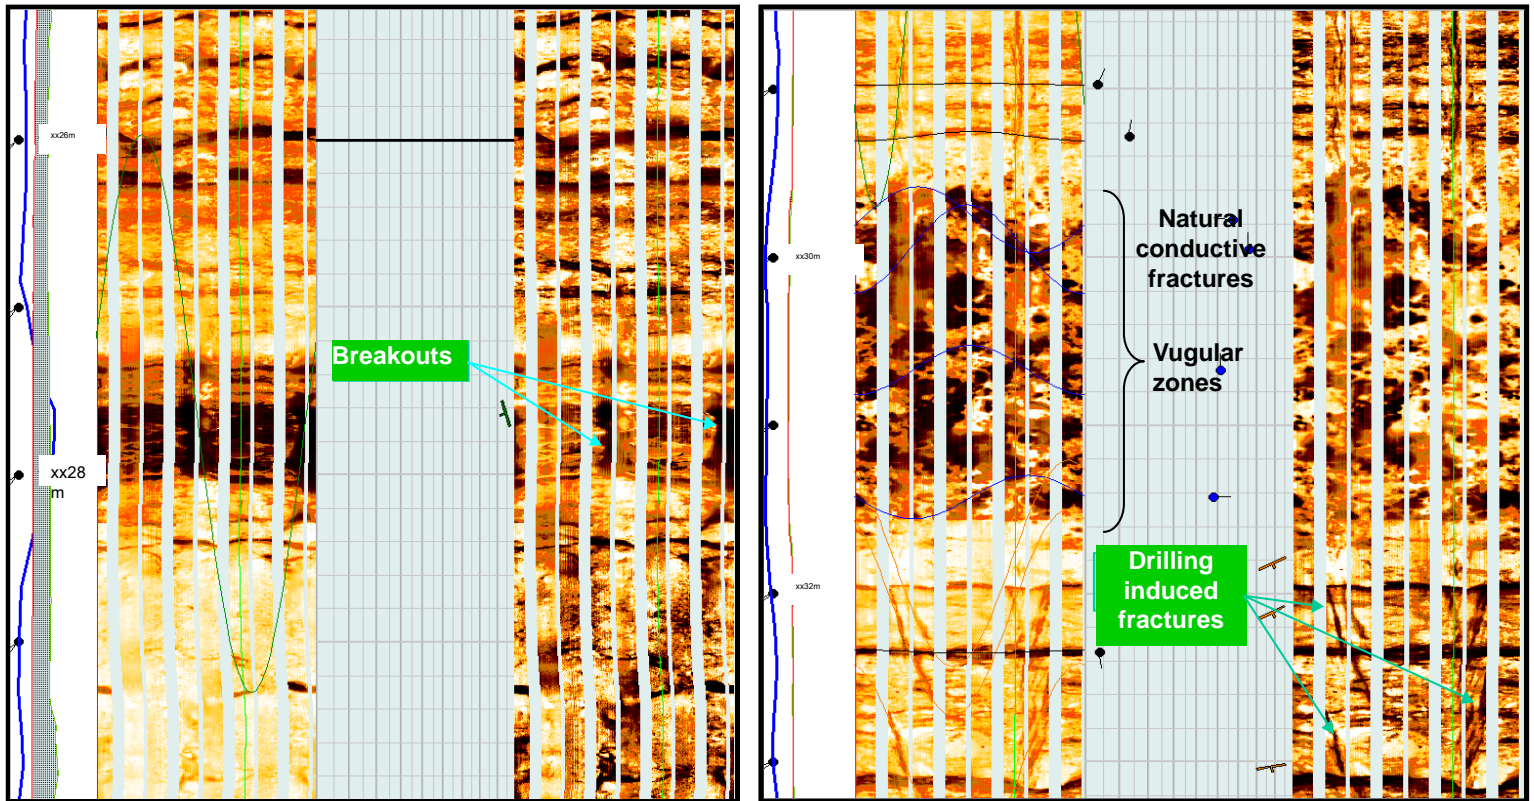 xx26m
Breakouts
xx28
m
Natural
conductive
fractures
xx30m
Vugular
zones
Drilling
induced
fractures
xx32m